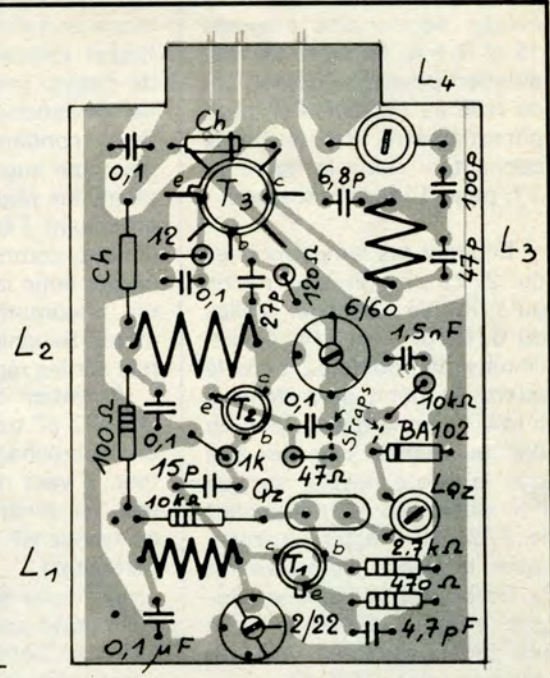 L4
Ch
0,1
e
T3
c
b
6,8p
100p
L3
47p
Ch
12
0,1
27p
120Ω
6/60
L2
1,5nF
10kΩ
e
T2
b
0,1
Straps
BA102
100Ω
0,1
1k
47Ω
15p
Qz
LQz
10kΩ
2,7kΩ
L1
c
T1
b
e
470Ω
2/22
4,7pF
0,1µF